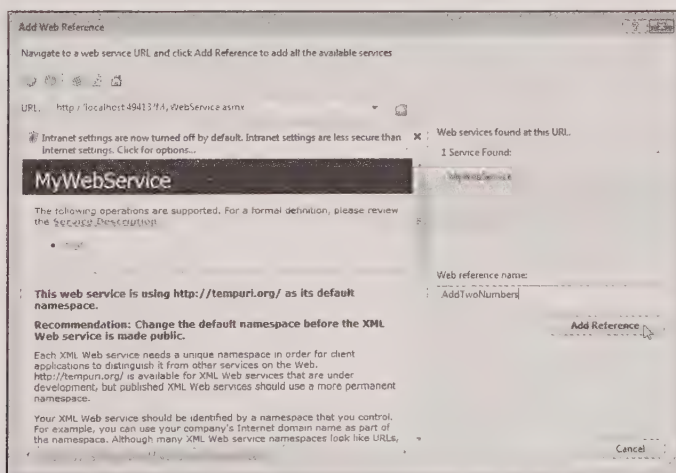 Add Web Reference
Navigate to a web service URL and click Add Reference to add all the available services
URL:
WebService.asmx
Intranet settings are now turned off by default. Intranet settings are less secure than
Internet settings. Click for options...
Web services found at this URL.
1 Service Found:
MyWebService
MyWebService
The following operations are supported. For a formal definition, please review
the Service Description
Web reference name:
AddTwoNumbers
This web service is using http://tempuri.org/ as its default
namespace.
Recommendation: Change the default namespace before the XML
Web service is made public.
Add Reference
Each XML Web service needs a unique namespace in order for client
applications to distinguish it from other services on the Web.
http://tempuri.org/ is available for XML Web services that are under
development, but published XML Web services should use a more permanent
namespace.
Your XML Web service should be identified by a namespace that you control.
For example, you can use your company's Internet domain name as part of
the namespace. Although many XML Web service namespaces look like URLs,
Cancel